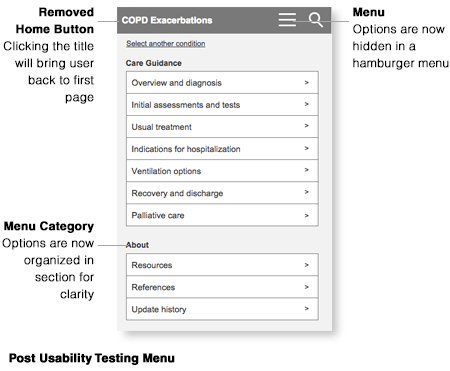 Removed
Home Button
Clicking the title
will bring user
back to first
page
COPD Exacerbations
Menu
Options are now
hidden in a
hamburger menu
Select another condition
Care Guidance
Overview and diagnosis >
Initial assessments and tests >
Usual treatment >
Indications for hospitalization >
Ventilation options >
Recovery and discharge >
Palliative care >
Menu Category
Options are now
organized in
section for
clarity
About
Resources >
References >
Update history >
Post Usability Testing Menu